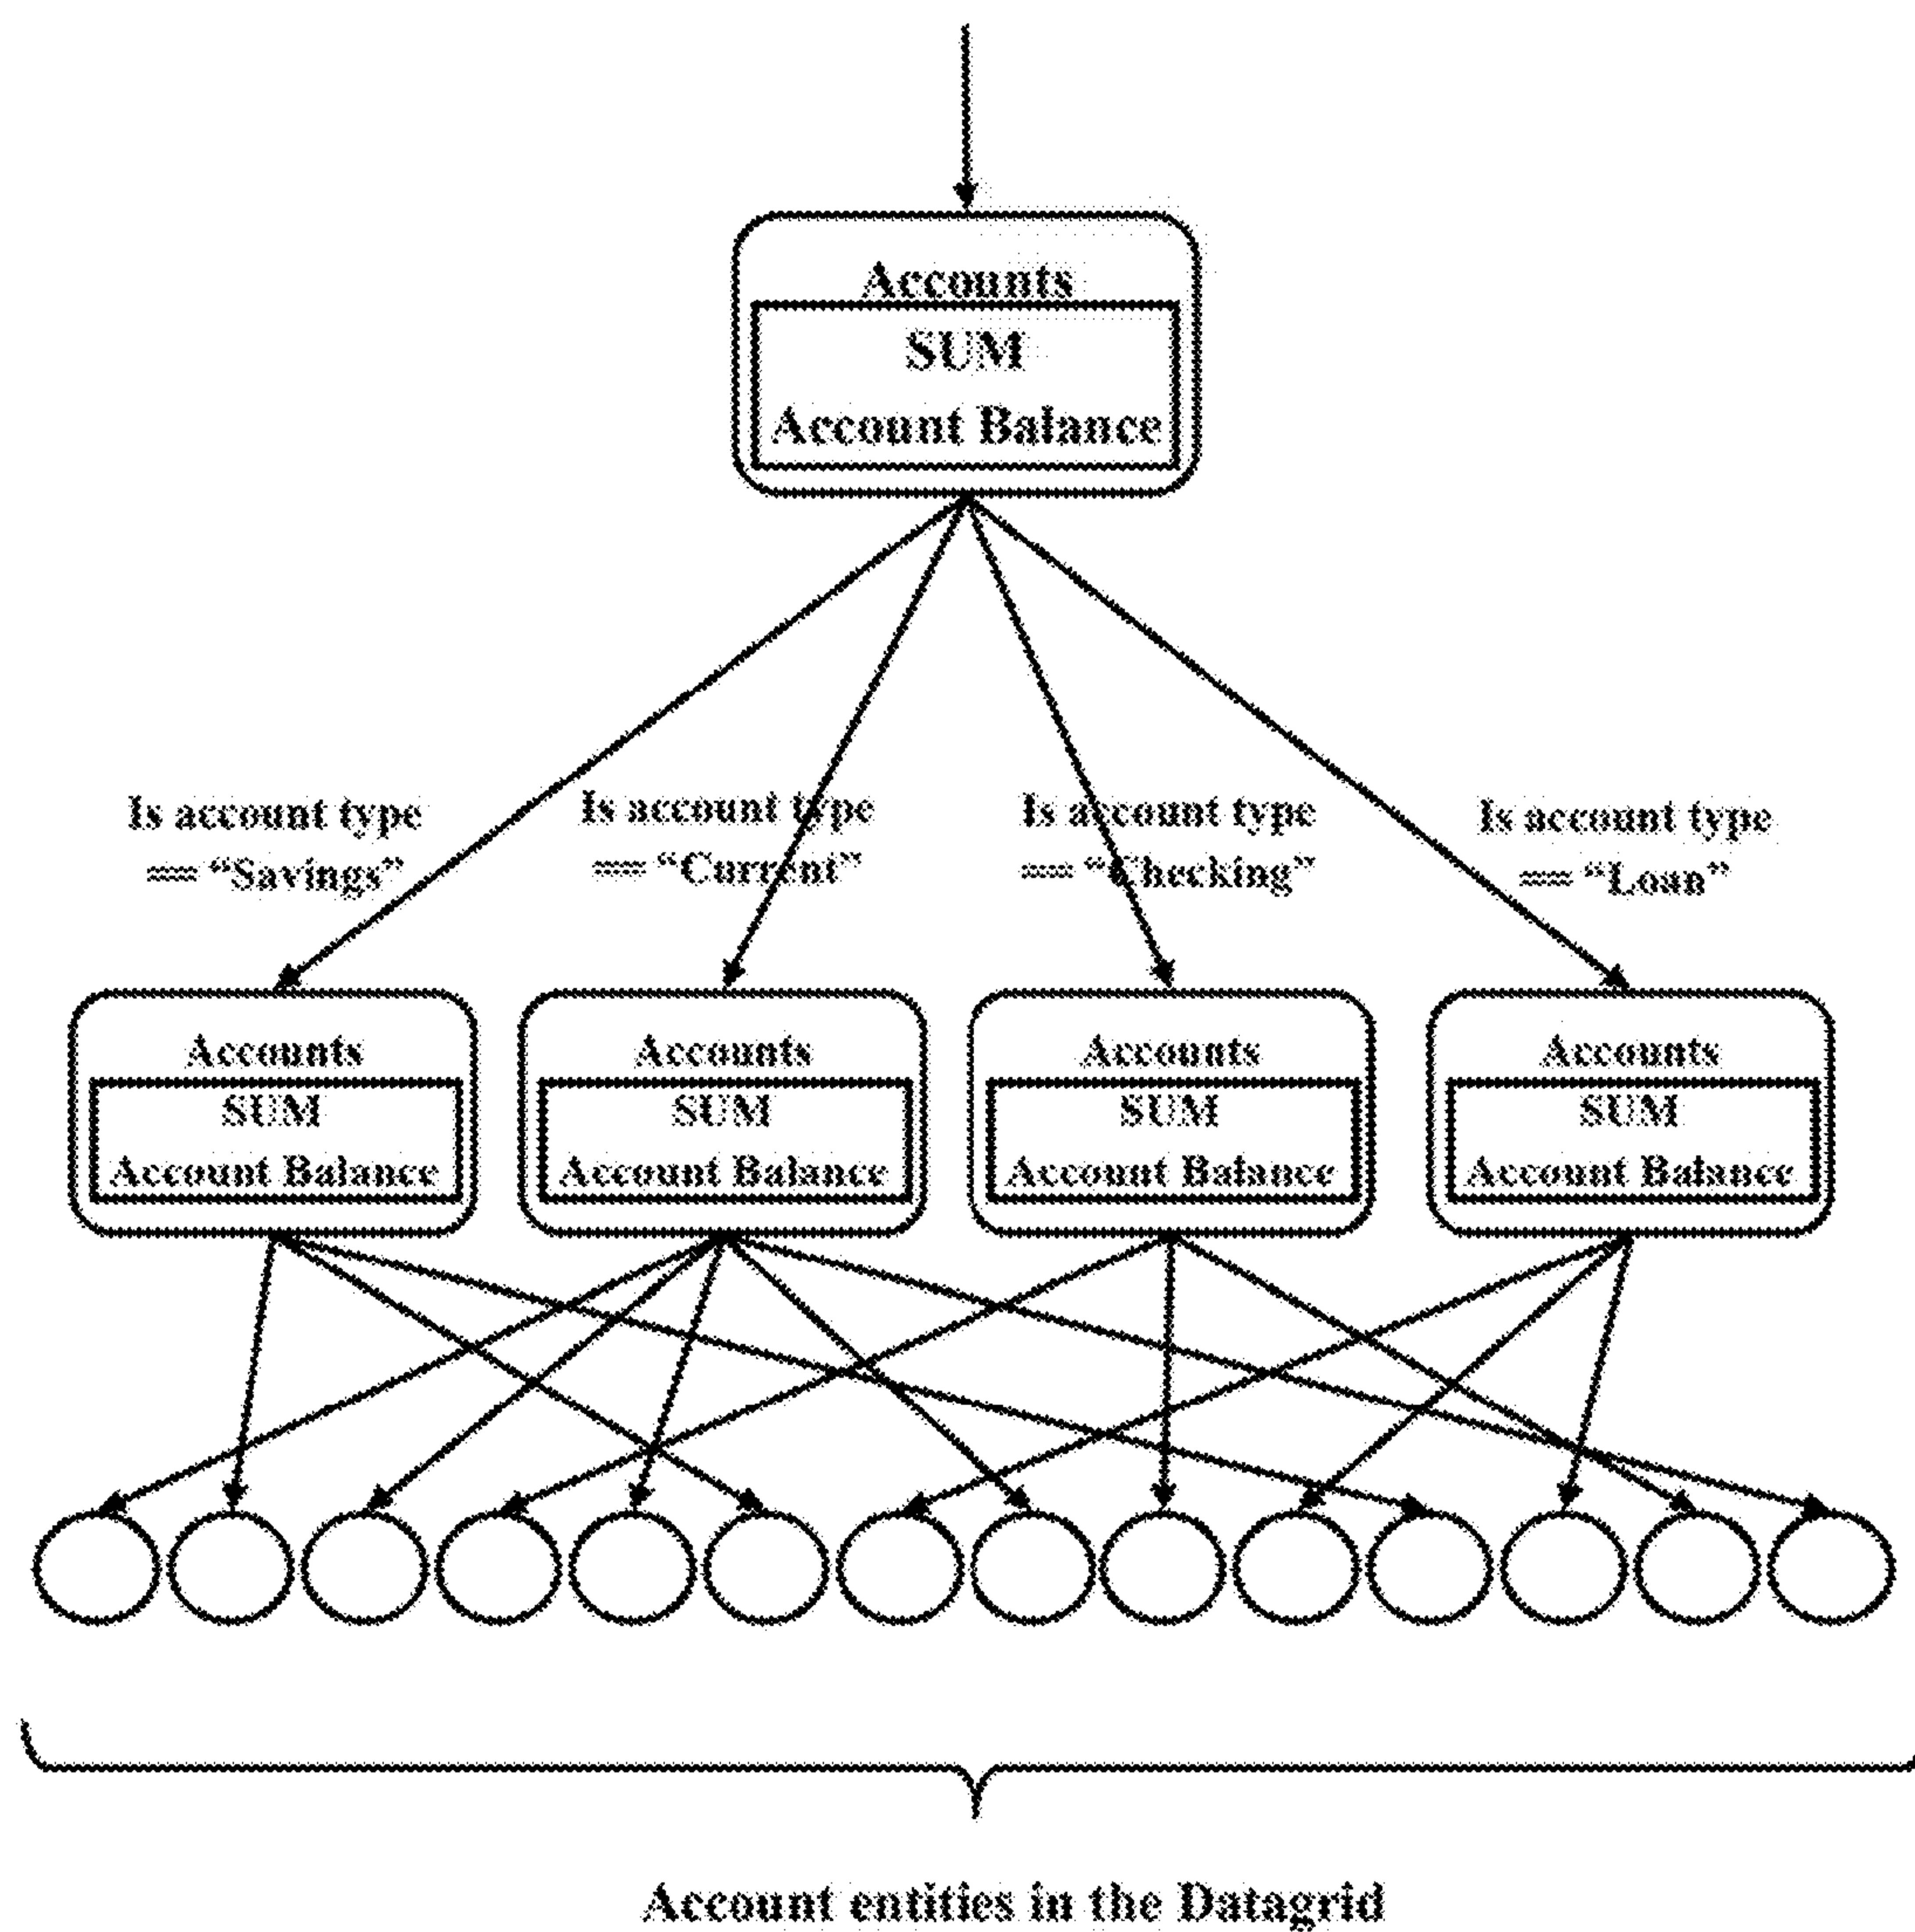 Accounts
SUM
Account Balance
Is account type
== “Savings”
Is account type
== “Current”
Is account type
== “Checking”
Is account type
== “Loan”
Accounts
SUM
Account Balance
Accounts
SUM
Account Balance
Accounts
SUM
Account Balance
Accounts
SUM
Account Balance
Account entities in the Datagrid